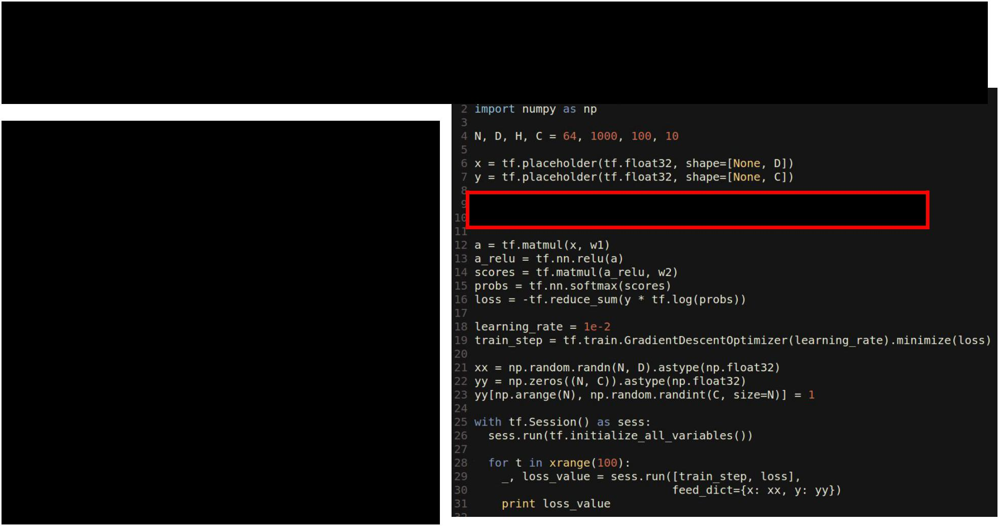 2 import numpy as np
3
4 N, D, H, C = 64, 1000, 100, 10
5
6 x = tf.placeholder(tf.float32, shape=[None, D])
7 y = tf.placeholder(tf.float32, shape=[None, C])
8
9
10
11
12 a = tf.matmul(x, w1)
13 a_relu = tf.nn.relu(a)
14 scores = tf.matmul(a_relu, w2)
15 probs = tf.nn.softmax(scores)
16 loss = -tf.reduce_sum(y * tf.log(probs))
17
18 learning_rate = 1e-2
19 train_step = tf.train.GradientDescentOptimizer(learning_rate).minimize(loss)
20
21 xx = np.random.randn(N, D).astype(np.float32)
22 yy = np.zeros((N, C)).astype(np.float32)
23 yy[np.arange(N), np.random.randint(C, size=N)] = 1
24
25 with tf.Session() as sess:
26   sess.run(tf.initialize_all_variables())
27
28   for t in xrange(100):
29     _, loss_value = sess.run([train_step, loss],
30                              feed_dict={x: xx, y: yy})
31     print loss_value
32